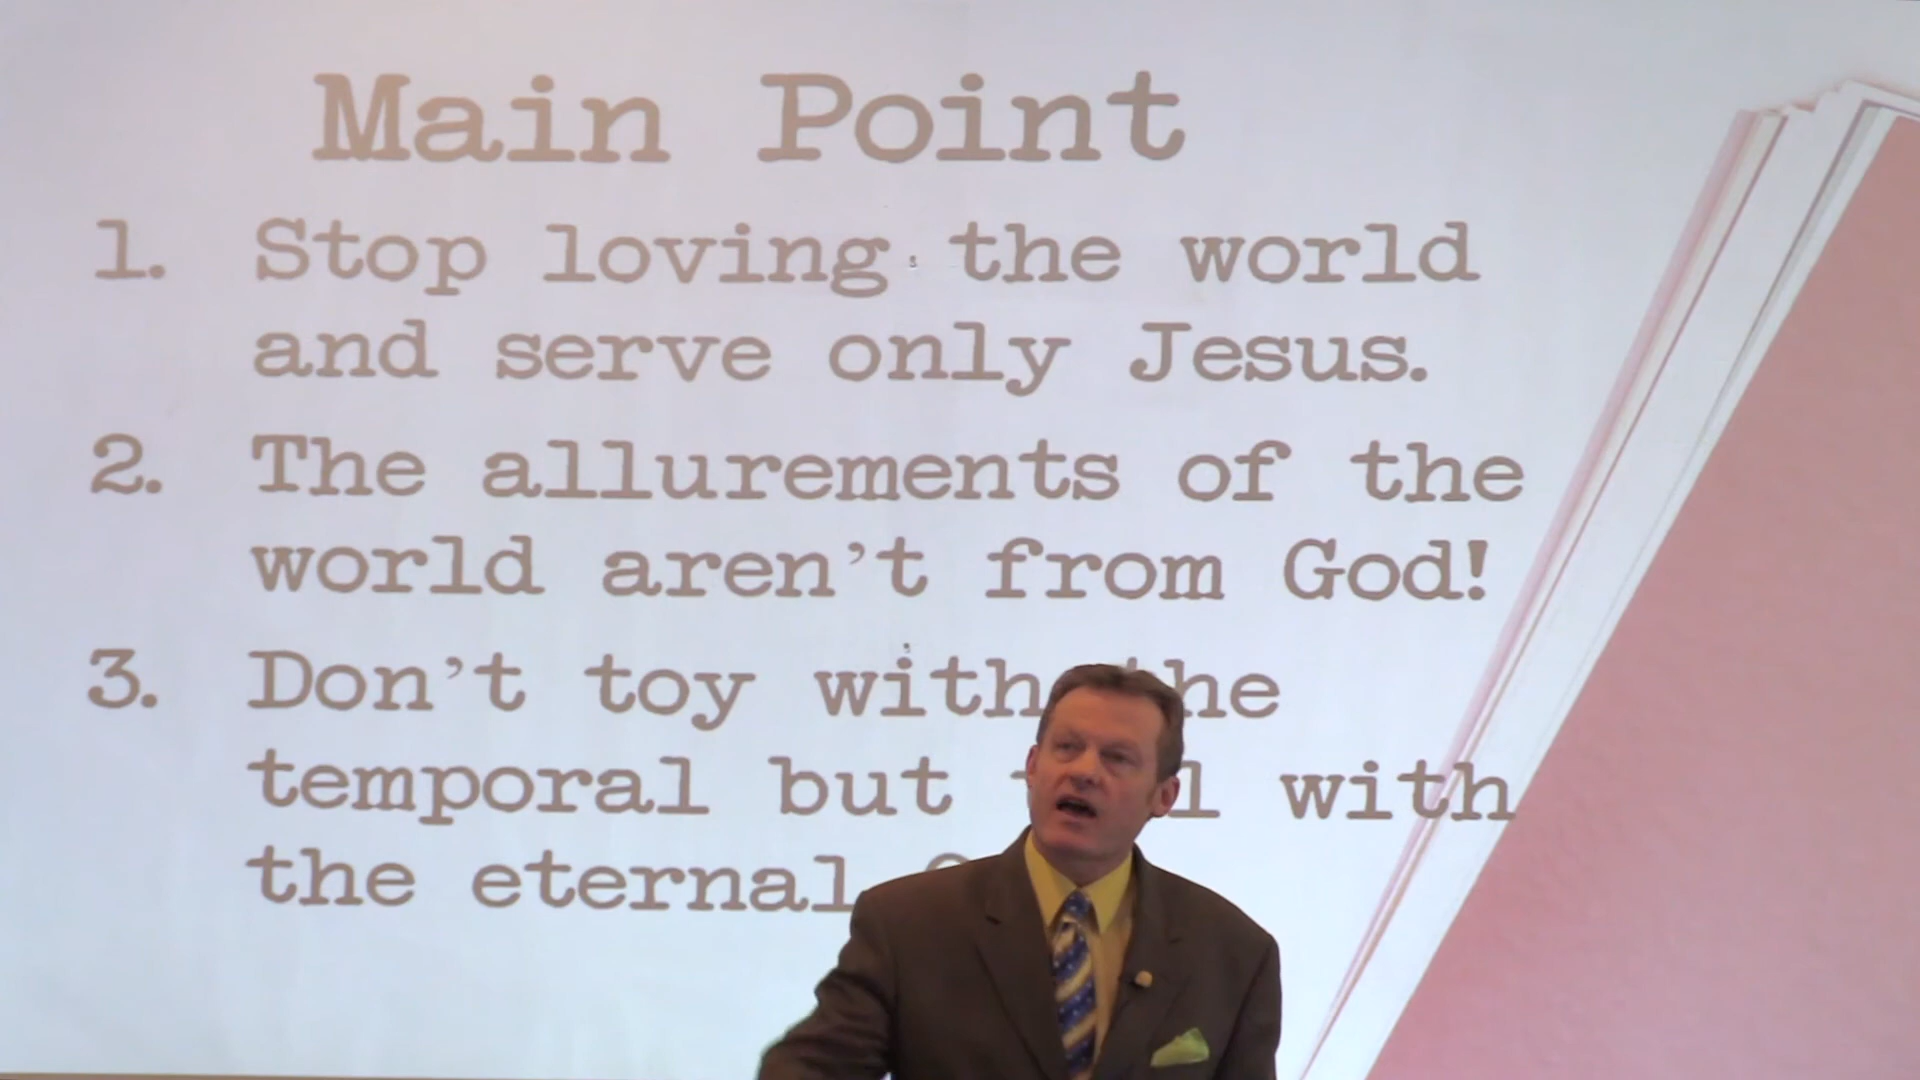 Main Point
1. Stop loving the world
and serve only Jesus.
2. The allurements of the
world aren't from God!
3. Don't toy with
temporal but with
the eternal